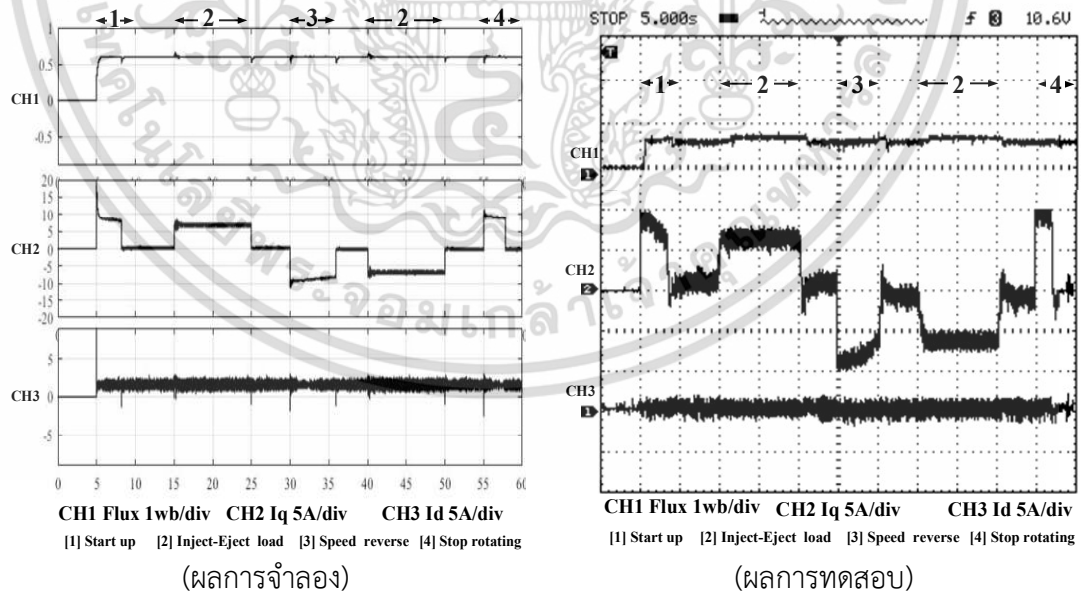 1 2 3 2 4
1
0.5
CH1 0
-0.5
20
15
10
5
CH2 0
-5
-10
-15
-20
5
CH3 0
-5
0 5 10 15 20 25 30 35 40 45 50 55 60
CH1 Flux 1wb/div CH2 Iq 5A/div CH3 Id 5A/div
[1] Start up [2] Inject-Eject load [3] Speed reverse [4] Stop rotating
(ผลการจำลอง)
STOP 5.000s f 3 10.6V
T
1 2 3 2 4
CH1
1
CH2
2
CH3
1
CH1 Flux 1wb/div CH2 Iq 5A/div CH3 Id 5A/div
[1] Start up [2] Inject-Eject load [3] Speed reverse [4] Stop rotating
(ผลการทดสอบ)